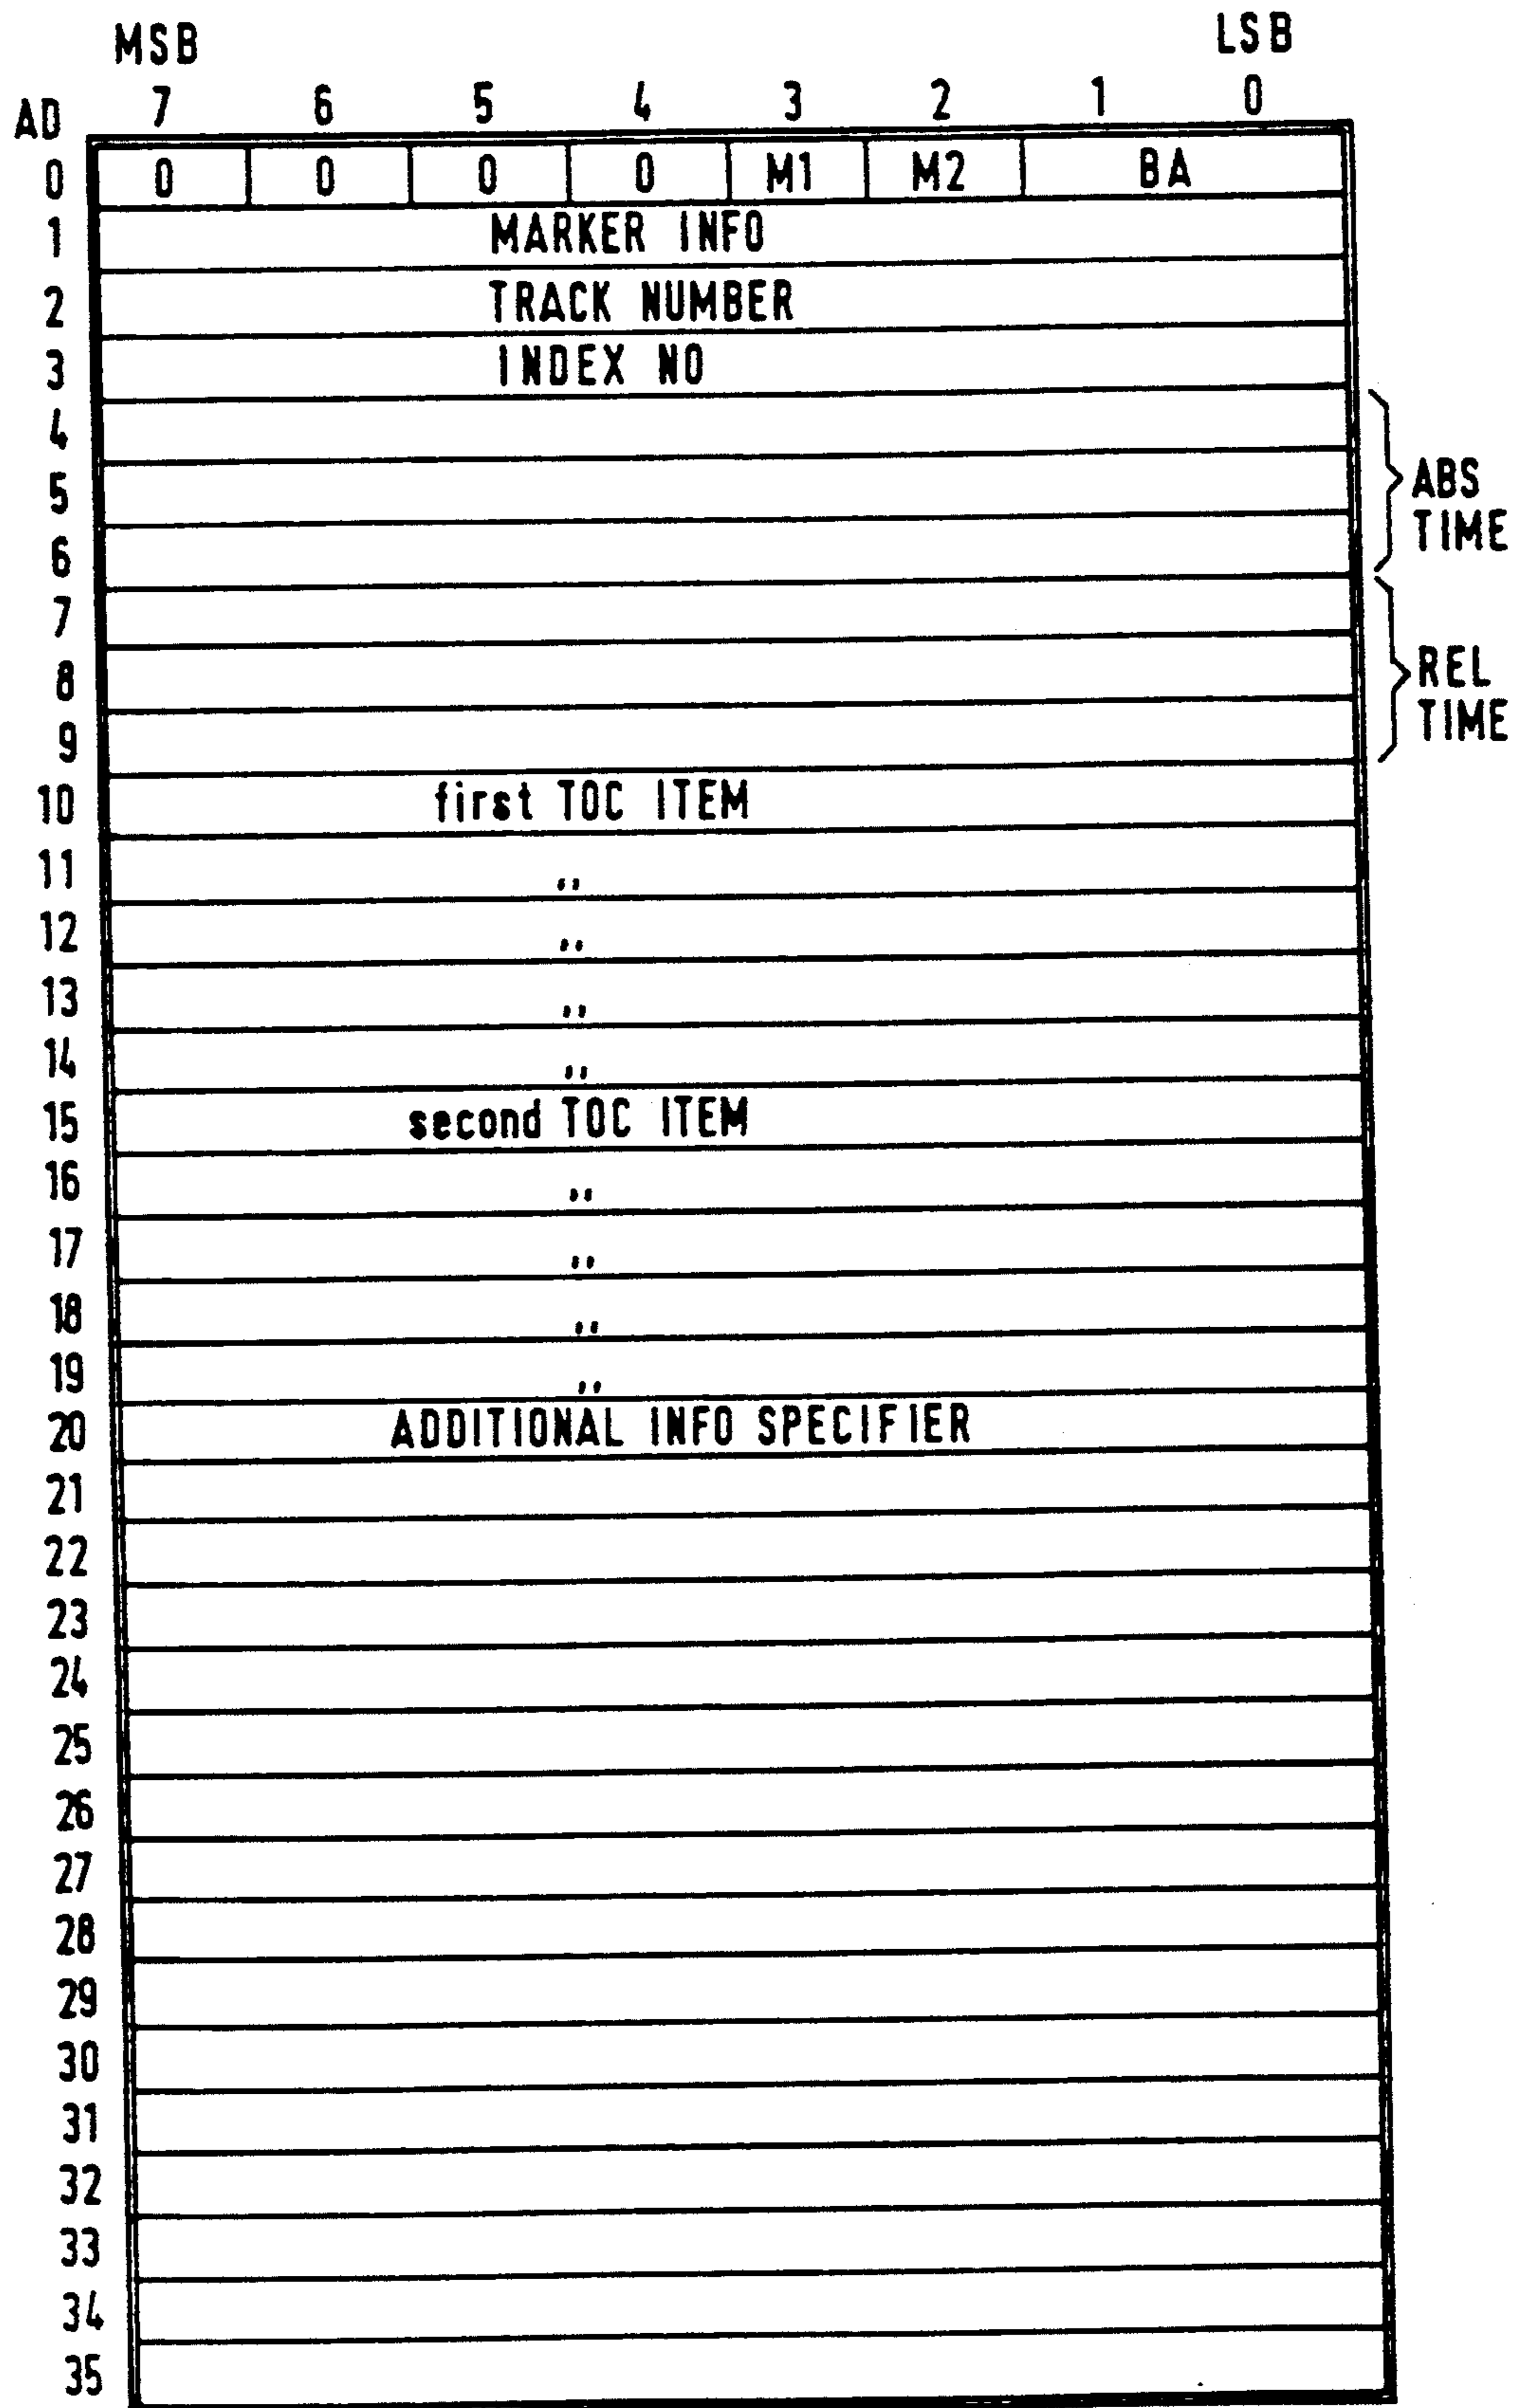 MSB LSB
AD 7 6 5 4 3 2 1 0
0 0 0 0 0 M1 M2 BA
1 MARKER INFO
2 TRACK NUMBER
3 INDEX NO
4
5 ABS
6 TIME
7
8 REL
9 TIME
10 first TOC ITEM
11 ,,
12 ,,
13 ,,
14 ,,
15 second TOC ITEM
16 ,,
17 ,,
18 ,,
19 ,,
20 ADDITIONAL INFO SPECIFIER
21
22
23
24
25
26
27
28
29
30
31
32
33
34
35